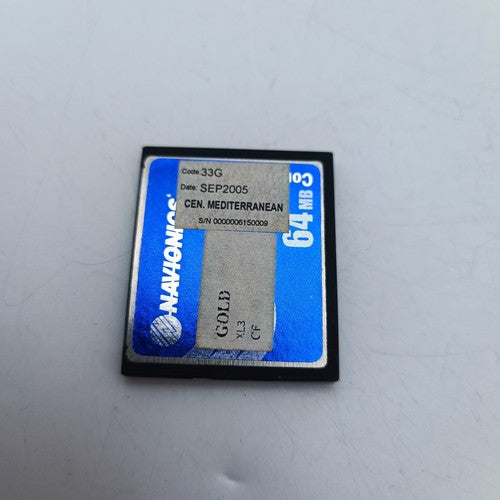 Code: 33G
Date: SEP2005
CEN. MEDITERRANEAN
S/N 0000006150009
GOLD
XL3
CF
NAVIONICS®
64 MB